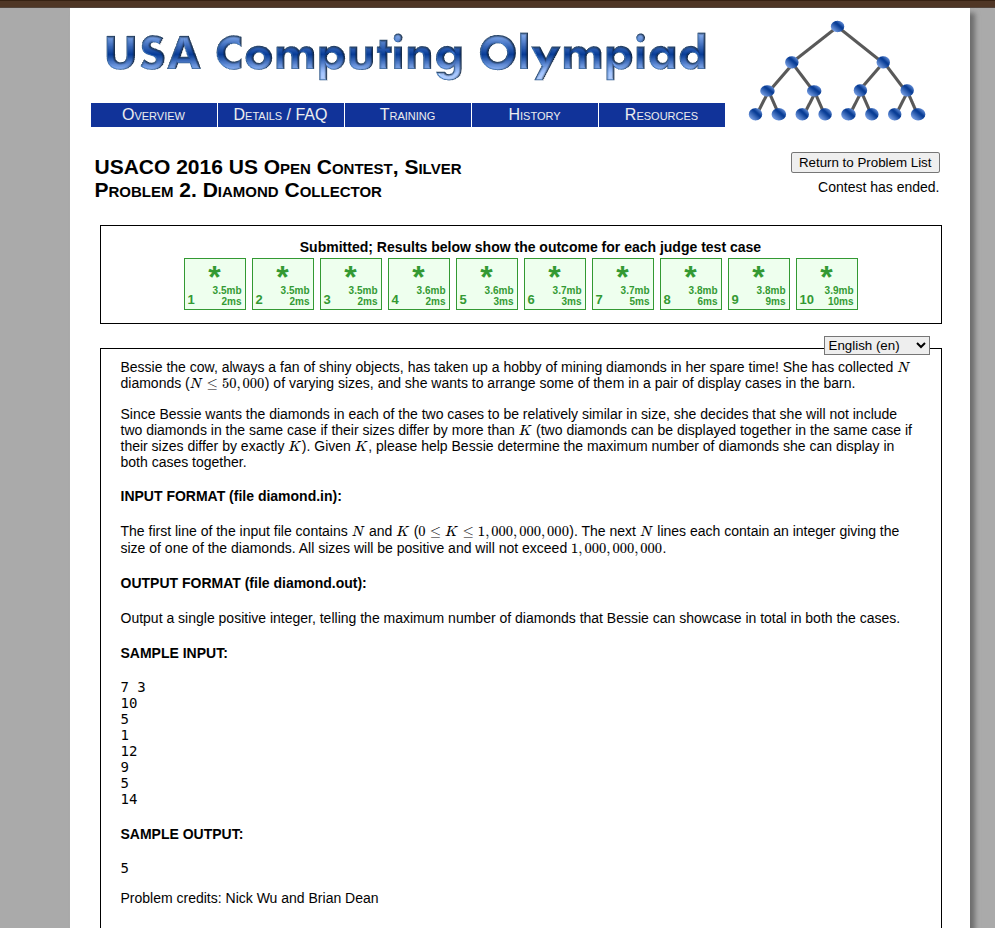 USA Computing Olympiad
Overview Details / FAQ Training History Resources
USACO 2016 US Open Contest, Silver
Problem 2. Diamond Collector
Return to Problem List
Contest has ended.
Submitted; Results below show the outcome for each judge test case
* * * * * * * * * *
3.5mb 3.5mb 3.5mb 3.6mb 3.6mb 3.7mb 3.7mb 3.8mb 3.8mb 3.9mb
1 2ms 2 2ms 3 2ms 4 2ms 5 3ms 6 3ms 7 5ms 8 6ms 9 9ms 10 10ms
English (en)
Bessie the cow, always a fan of shiny objects, has taken up a hobby of mining diamonds in her spare time! She has collected N
diamonds (N ≤ 50,000) of varying sizes, and she wants to arrange some of them in a pair of display cases in the barn.
Since Bessie wants the diamonds in each of the two cases to be relatively similar in size, she decides that she will not include
two diamonds in the same case if their sizes differ by more than K (two diamonds can be displayed together in the same case if
their sizes differ by exactly K). Given K, please help Bessie determine the maximum number of diamonds she can display in
both cases together.
INPUT FORMAT (file diamond.in):
The first line of the input file contains N and K (0 ≤ K ≤ 1,000,000,000). The next N lines each contain an integer giving the
size of one of the diamonds. All sizes will be positive and will not exceed 1,000,000,000.
OUTPUT FORMAT (file diamond.out):
Output a single positive integer, telling the maximum number of diamonds that Bessie can showcase in total in both the cases.
SAMPLE INPUT:
7 3
10
5
1
12
9
5
14
SAMPLE OUTPUT:
5
Problem credits: Nick Wu and Brian Dean